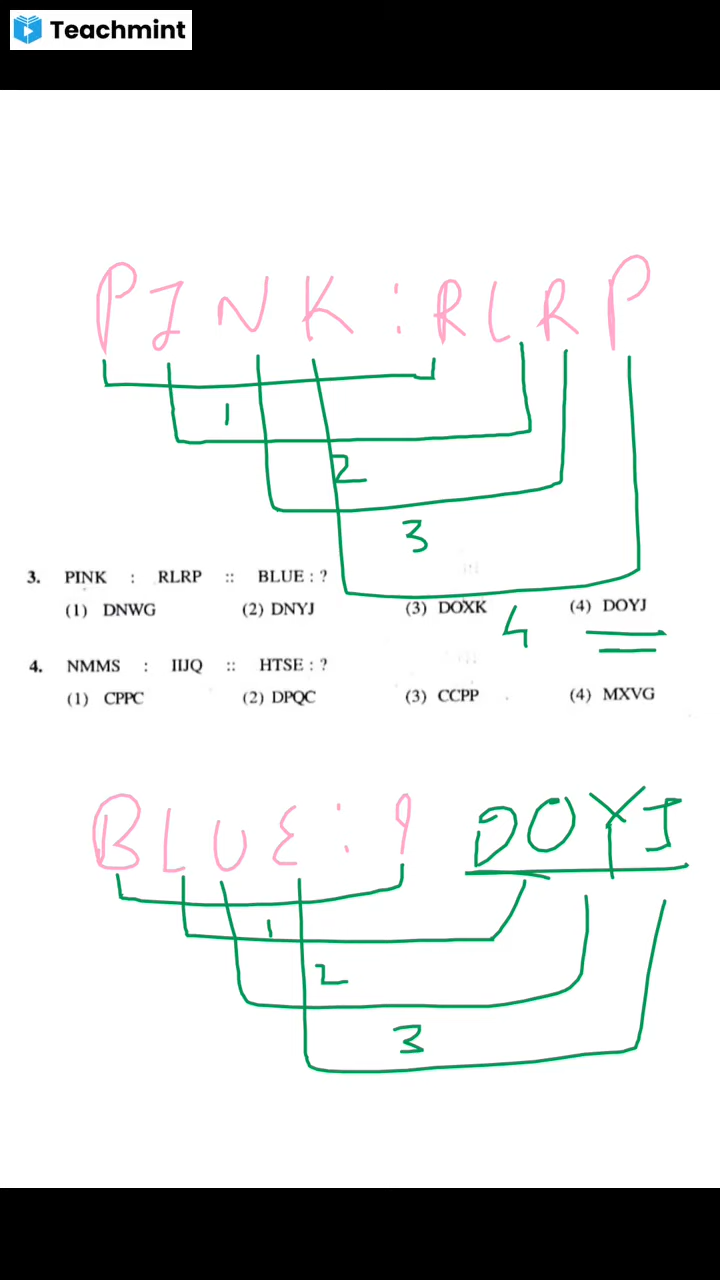 Teachmint
PINK : RLRP
1
2
3
3. PINK : RLRP :: BLUE : ?
(1) DNWG (2) DNYJ (3) DOXK (4) DOYJ
4
4. NMMS : IIJQ :: HTSE : ?
(1) CPPC (2) DPQC (3) CCPP (4) MXVG
BLUE : ? DOYJ
1
2
3